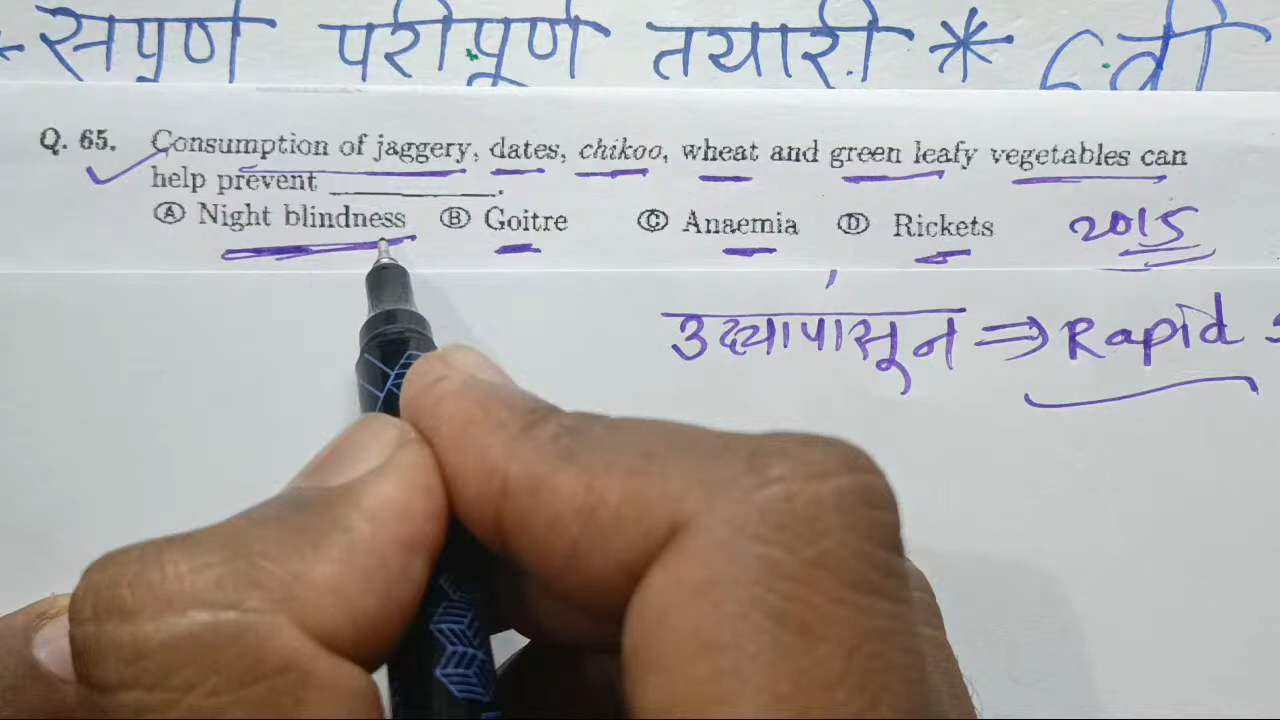 संपूर्ण परीपूर्ण तयारी * 6वी
Q. 65. Consumption of jaggery, dates, chikoo, wheat and green leafy vegetables can
help prevent ____________.
Ⓐ Night blindness Ⓑ Goitre Ⓒ Anaemia Ⓓ Rickets 2015
उद्यापासून ⇒ Rapid